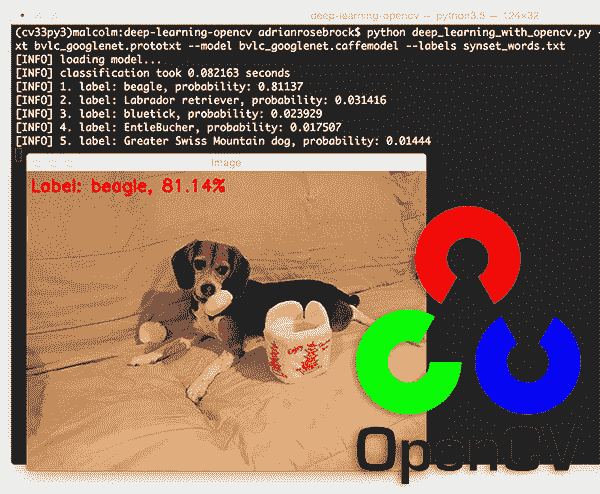 deep-learning-opencv — python3.5 — 124×32
(cv33py3)malcolm:deep-learning-opencv adrianrosebrock$ python deep_learning_with_opencv.py -
xt bvlc_googlenet.prototxt --model bvlc_googlenet.caffemodel --labels synset_words.txt
[INFO] loading model...
[INFO] classification took 0.082163 seconds
[INFO] 1. label: beagle, probability: 0.81137
[INFO] 2. label: Labrador retriever, probability: 0.031416
[INFO] 3. label: bluetick, probability: 0.023929
[INFO] 4. label: EntleBucher, probability: 0.017507
[INFO] 5. label: Greater Swiss Mountain dog, probability: 0.01444
Image
Label: beagle, 81.14%
OpenCV